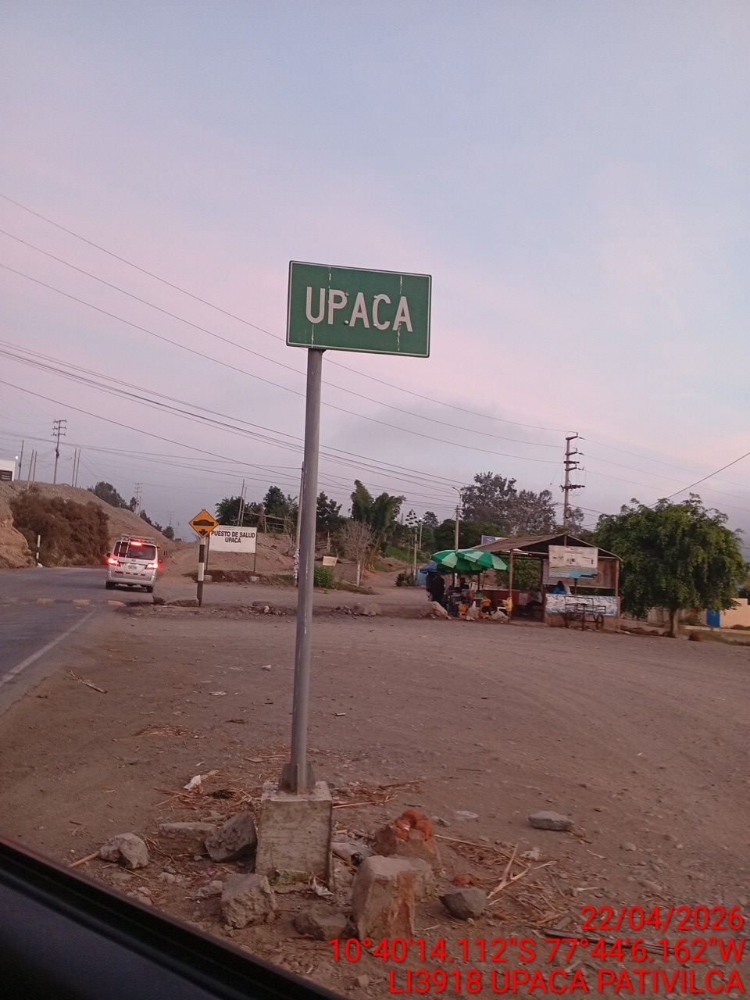 UPACA
PUESTO DE SALUD
UPACA
22/04/2026
10°40'14.112"S 77°44'6.162"W
LI3918 UPACA PATIVILCA